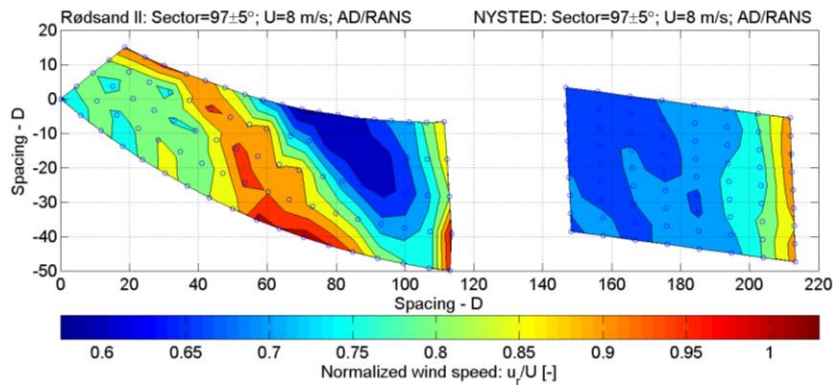 Rødsand II: Sector=97±5°; U=8 m/s; AD/RANS NYSTED: Sector=97±5°; U=8 m/s; AD/RANS
20
10
0
-10
-20
-30
-40
-50
Spacing - D
0 20 40 60 80 100 120 140 160 180 200 220
Spacing - D
0.6 0.65 0.7 0.75 0.8 0.85 0.9 0.95 1
Normalized wind speed: u_r/U [-]